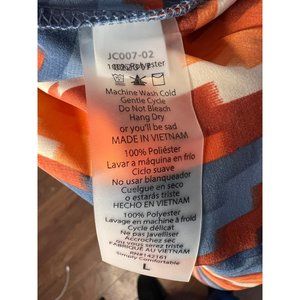 JC007-02
100% Polyester
Machine Wash Cold
Gentle Cycle
Do Not Bleach
Hang Dry
or you'll be sad
MADE IN VIETNAM
100% Poliéster
Lavar a máquina en frío
Ciclo suave
No usar blanqueador
Cuelgue en seco
o estarás triste
HECHO EN VIETNAM
100% Polyester
Lavage en machine à froid
Cycle délicat
Ne pas Javelliser
Accrochez sec
ou vous serez triste
FABRIQUÉ AU VIETNAM
RN#142161
Simply Comfortable
L